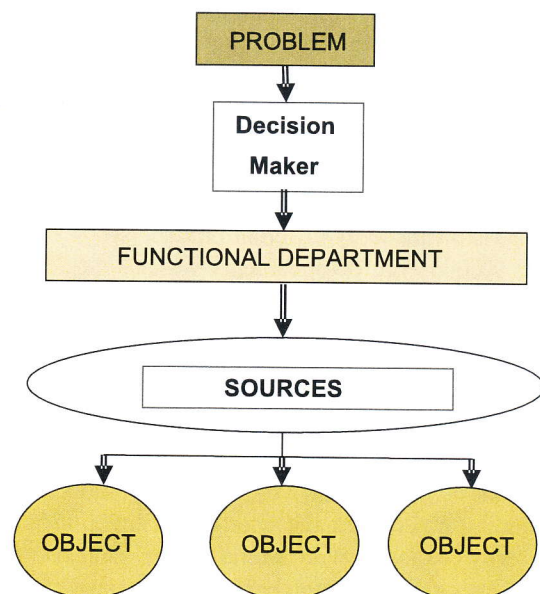 PROBLEM
Decision
Maker
FUNCTIONAL DEPARTMENT
SOURCES
OBJECT OBJECT OBJECT